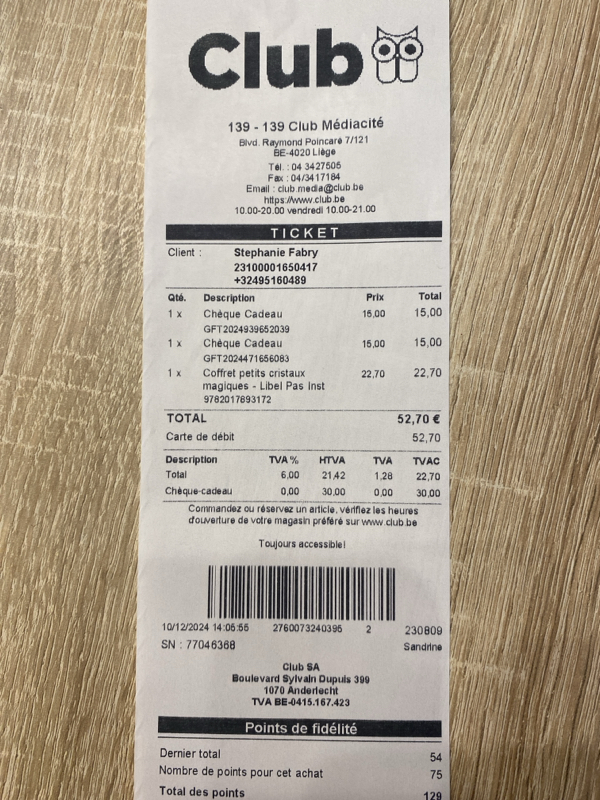 Club
139 - 139 Club Médiacité
Blvd. Raymond Poincaré 7/121
BE-4020 Liège
Tél. : 04 3427505
Fax : 04/3417184
Email : club.media@club.be
https://www.club.be
10.00-20.00 vendredi 10.00-21.00
TICKET
Client : Stephanie Fabry
23100001650417
+32495160489
Qté. Description Prix Total
1 x Chèque Cadeau 15,00 15,00
GFT2024939652039
1 x Chèque Cadeau 15,00 15,00
GFT2024471656083
1 x Coffret petits cristaux 22,70 22,70
magiques - Libel Pas Inst
9782017893172
TOTAL 52,70 €
Carte de débit 52,70
Description TVA % HTVA TVA TVAC
Total 6,00 21,42 1,28 22,70
Chèque-cadeau 0,00 30,00 0,00 30,00
Commandez ou réservez un article, vérifiez les heures
d'ouverture de votre magasin préféré sur www.club.be
Toujours accessible!
10/12/2024 14:05:55 2760073240395 2 230809
SN : 77046368 Sandrine
Club SA
Boulevard Sylvain Dupuis 399
1070 Anderlecht
TVA BE-0415.167.423
Points de fidélité
Dernier total 54
Nombre de points pour cet achat 75
Total des points 129